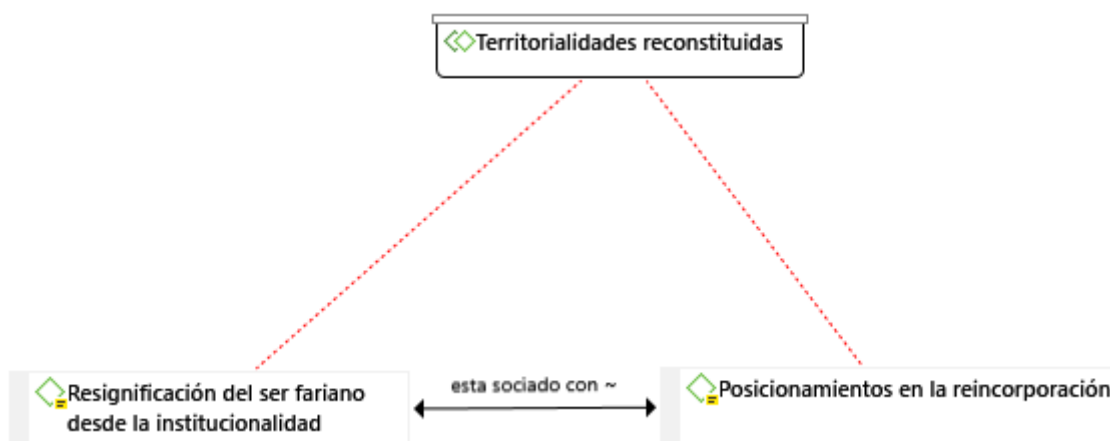 Territorialidades reconstituidas
esta sociado con ~
Resignificación del ser fariano
desde la institucionalidad
Posicionamientos en la reincorporación